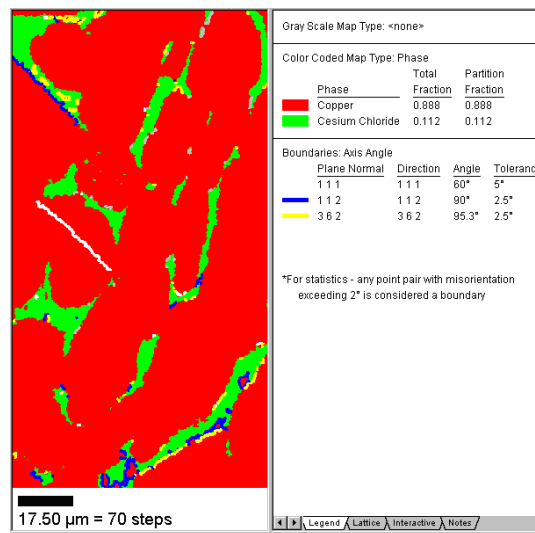 Gray Scale Map Type: <none>
Color Coded Map Type: Phase
Total Partition
Phase Fraction Fraction
Copper 0.888 0.888
Cesium Chloride 0.112 0.112
Boundaries: Axis Angle
Plane Normal Direction Angle Toleranc
1 1 1 1 1 1 60° 5°
1 1 2 1 1 2 90° 2.5°
3 6 2 3 6 2 95.3° 2.5°
*For statistics - any point pair with misorientation
exceeding 2° is considered a boundary
17.50 µm = 70 steps
Legend Lattice Interactive Notes